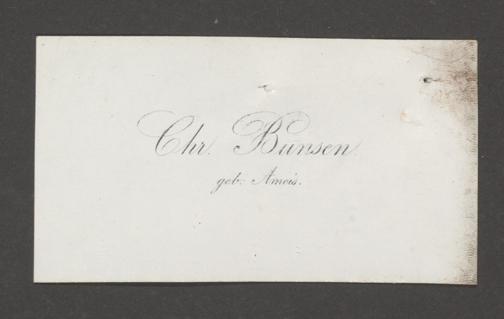 Chr. Bunsen
geb. Amois.